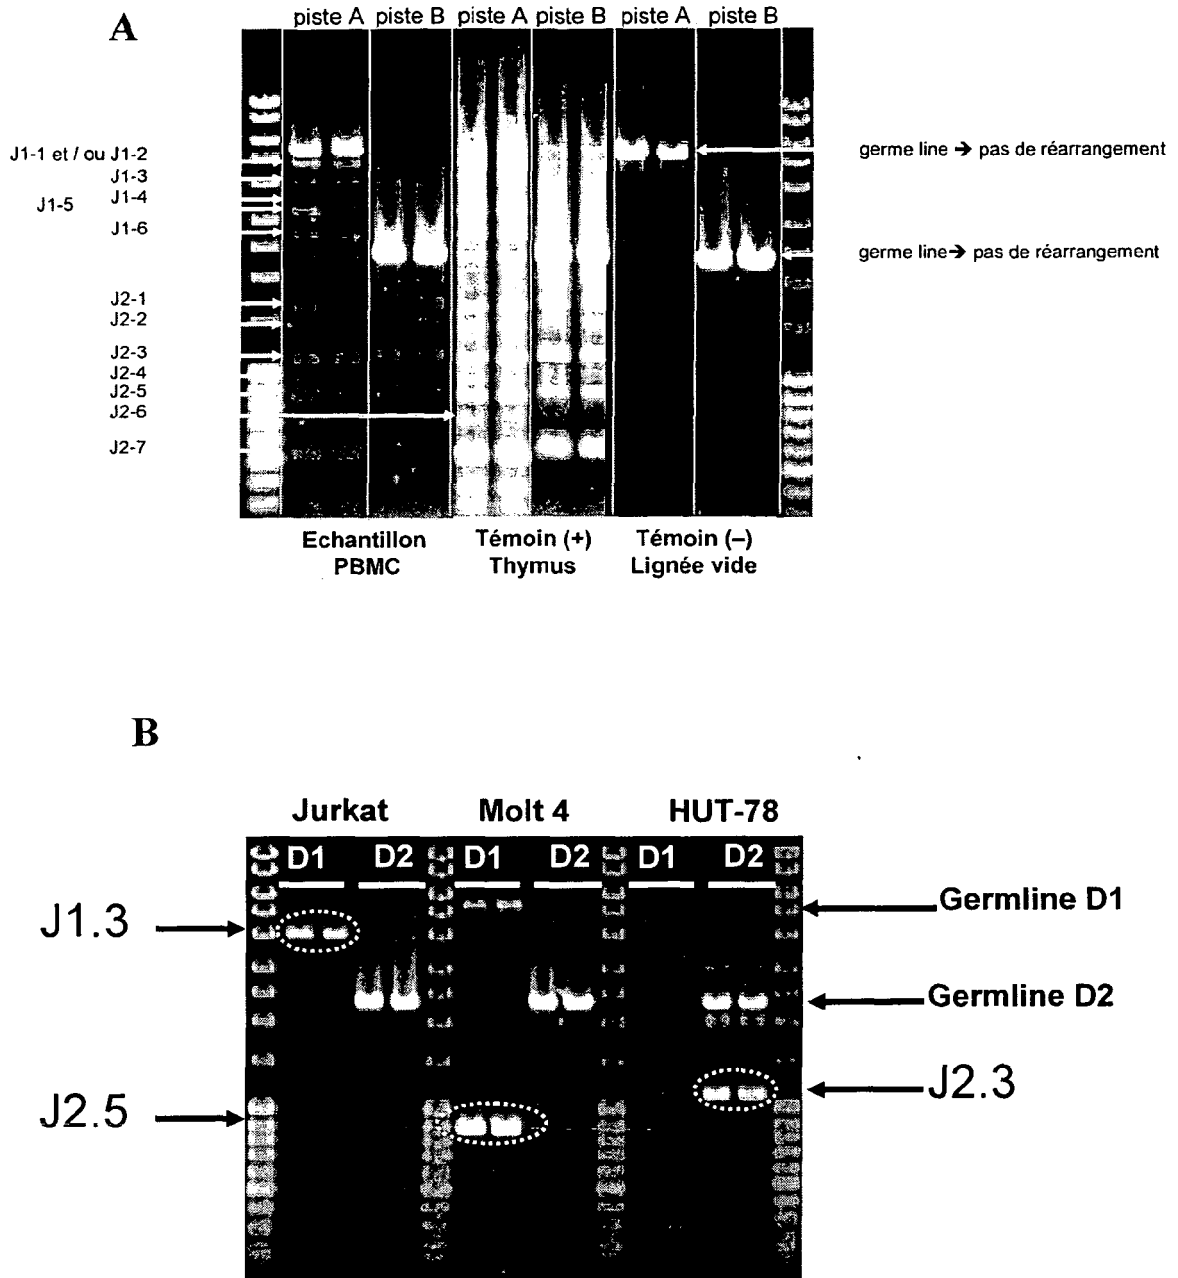 A
piste A piste B piste A piste B piste A piste B
J1-1 et / ou J1-2
J1-3
J1-4
J1-5
J1-6
J2-1
J2-2
J2-3
J2-4
J2-5
J2-6
J2-7
germe line → pas de réarrangement
germe line→ pas de réarrangement
Echantillon
PBMC
Témoin (+)
Thymus
Témoin (–)
Lignée vide
B
Jurkat Molt 4 HUT-78
D1 D2 D1 D2 D1 D2
J1.3
J2.5
Germline D1
Germline D2
J2.3